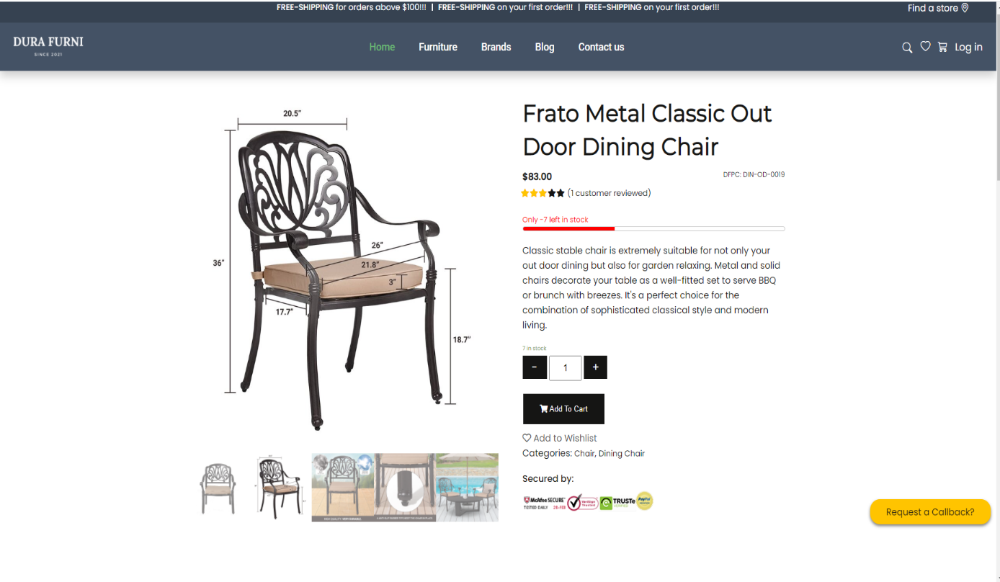 FREE-SHIPPING for orders above $100!!! | FREE-SHIPPING on your first order!!! | FREE-SHIPPING on your first order!!!
Find a store
DURA FURNI
SINCE 2021
Home Furniture Brands Blog Contact us
Log in
20.5"
36"
26"
21.8"
3"
17.7"
18.7"
Frato Metal Classic Out
Door Dining Chair
$83.00
DFPC: DIN-OD-0019
(1 customer reviewed)
Only -7 left in stock
Classic stable chair is extremely suitable for not only your
out door dining but also for garden relaxing. Metal and solid
chairs decorate your table as a well-fitted set to serve BBQ
or brunch with breezes. It's a perfect choice for the
combination of sophisticated classical style and modern
living.
7 in stock
- 1 +
Add To Cart
Add to Wishlist
Categories: Chair, Dining Chair
Secured by:
McAfee SECURE
TESTED DAILY 28-FEB
VeriSign
Trusted
TRUSTe
VERIFIED
PayPal
Request a Callback?